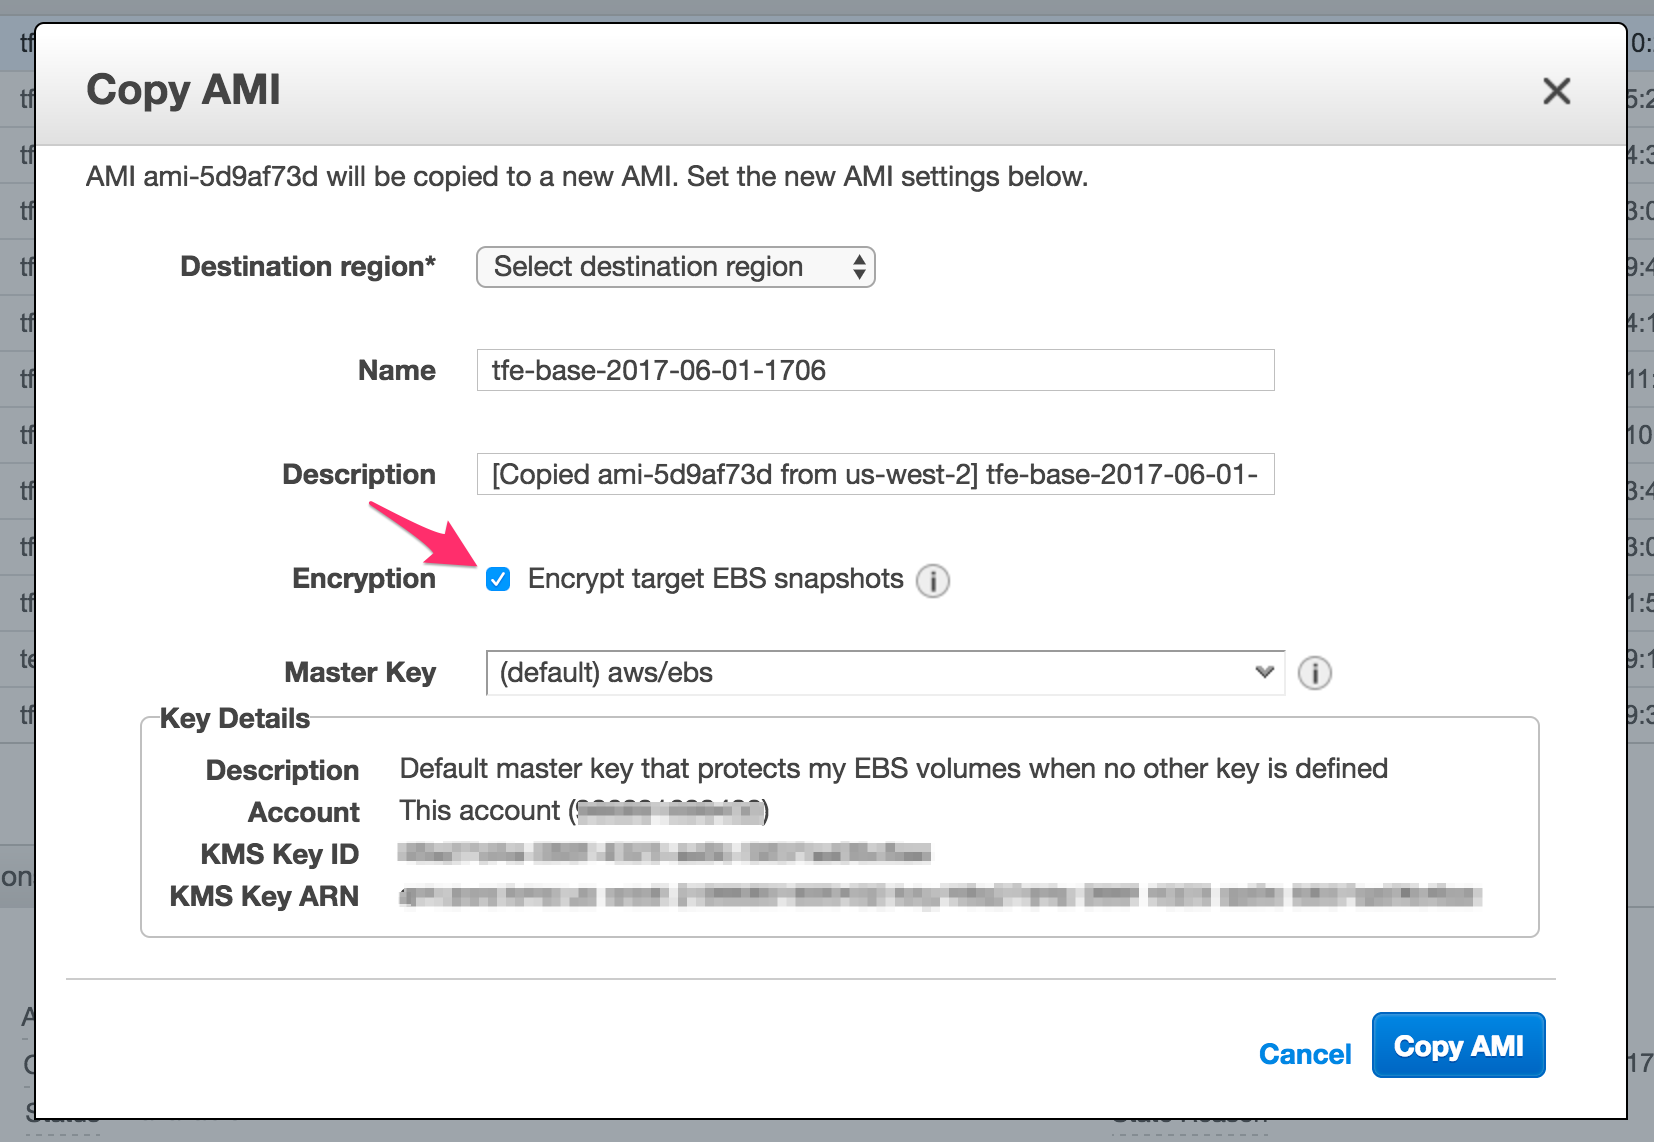 Copy AMI
AMI ami-5d9af73d will be copied to a new AMI. Set the new AMI settings below.
Destination region* Select destination region
Name tfe-base-2017-06-01-1706
Description [Copied ami-5d9af73d from us-west-2] tfe-base-2017-06-01-
Encryption Encrypt target EBS snapshots
Master Key (default) aws/ebs
Key Details
Description Default master key that protects my EBS volumes when no other key is defined
Account This account (
KMS Key ID
KMS Key ARN
Cancel Copy AMI